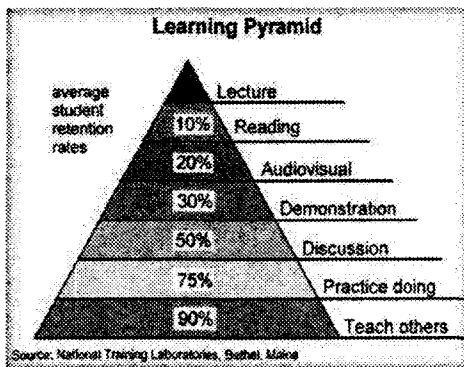 Learning Pyramid
average
student
retention
rates
Lecture
10% Reading
20% Audiovisual
30% Demonstration
50% Discussion
75% Practice doing
90% Teach others
Source: National Training Laboratories, Bethel, Maine